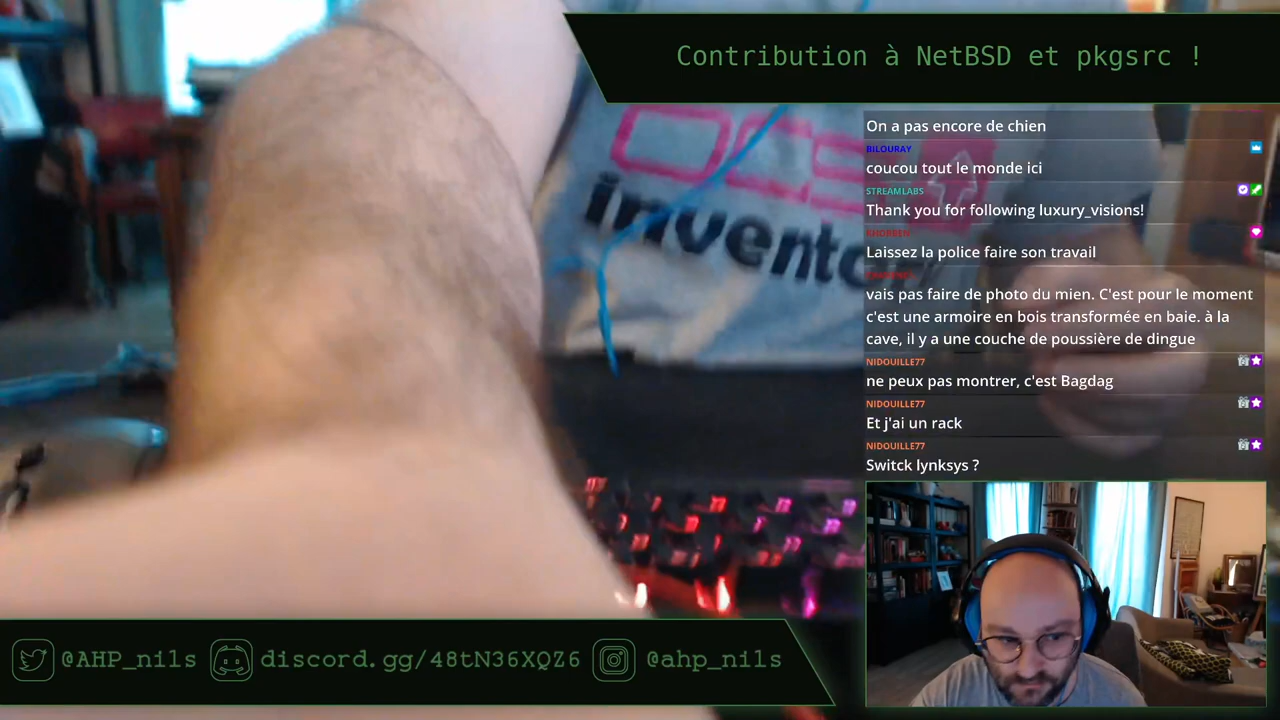 Contribution à NetBSD et pkgsrc !
OCS
invento
On a pas encore de chien
BILOURAY
coucou tout le monde ici
STREAMLABS
Thank you for following luxury_visions!
Laissez la police faire son travail
vais pas faire de photo du mien. C'est pour le moment
c'est une armoire en bois transformée en baie. à la
cave, il y a une couche de poussière de dingue
NIDOUILLE77
ne peux pas montrer, c'est Bagdag
NIDOUILLE77
Et j'ai un rack
NIDOUILLE77
Switck lynksys ?
@AHP_nils
discord.gg/48tN36XQZ6
@ahp_nils